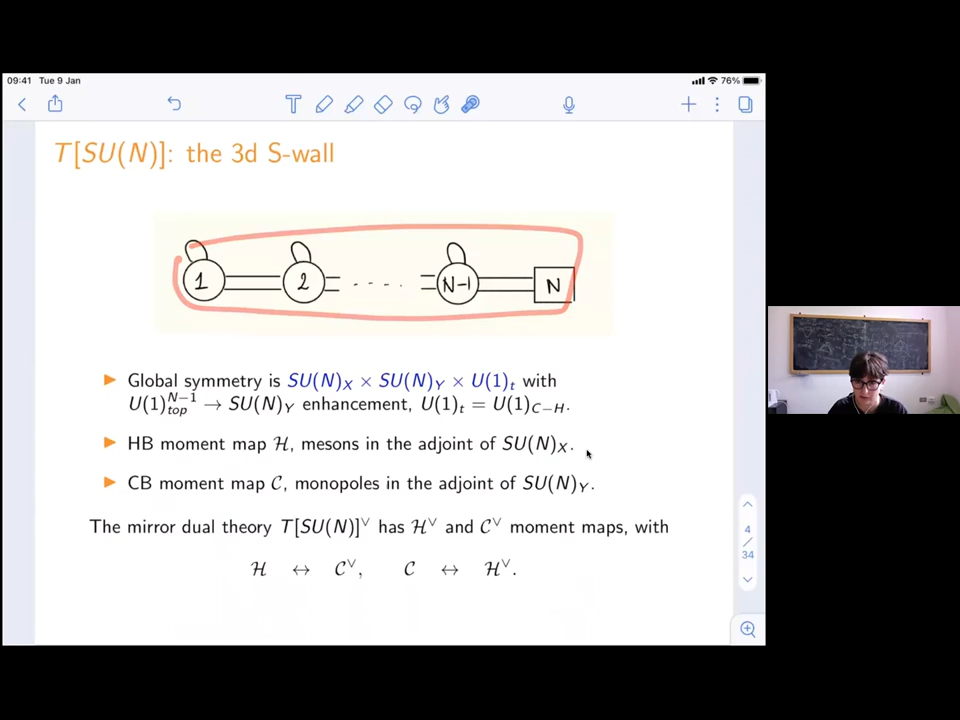 09:41 Tue 9 Jan 76%
T[SU(N)]: the 3d S-wall
1 2 ---- N-1 N
▶ Global symmetry is SU(N)_X × SU(N)_Y × U(1)_t with
U(1)^{N−1}_{top} → SU(N)_Y enhancement, U(1)_t = U(1)_{C−H}.
▶ HB moment map ℋ, mesons in the adjoint of SU(N)_X.
▶ CB moment map 𝒞, monopoles in the adjoint of SU(N)_Y.
The mirror dual theory T[SU(N)]^∨ has ℋ^∨ and 𝒞^∨ moment maps, with
ℋ ↔ 𝒞^∨, 𝒞 ↔ ℋ^∨.
4
/
34